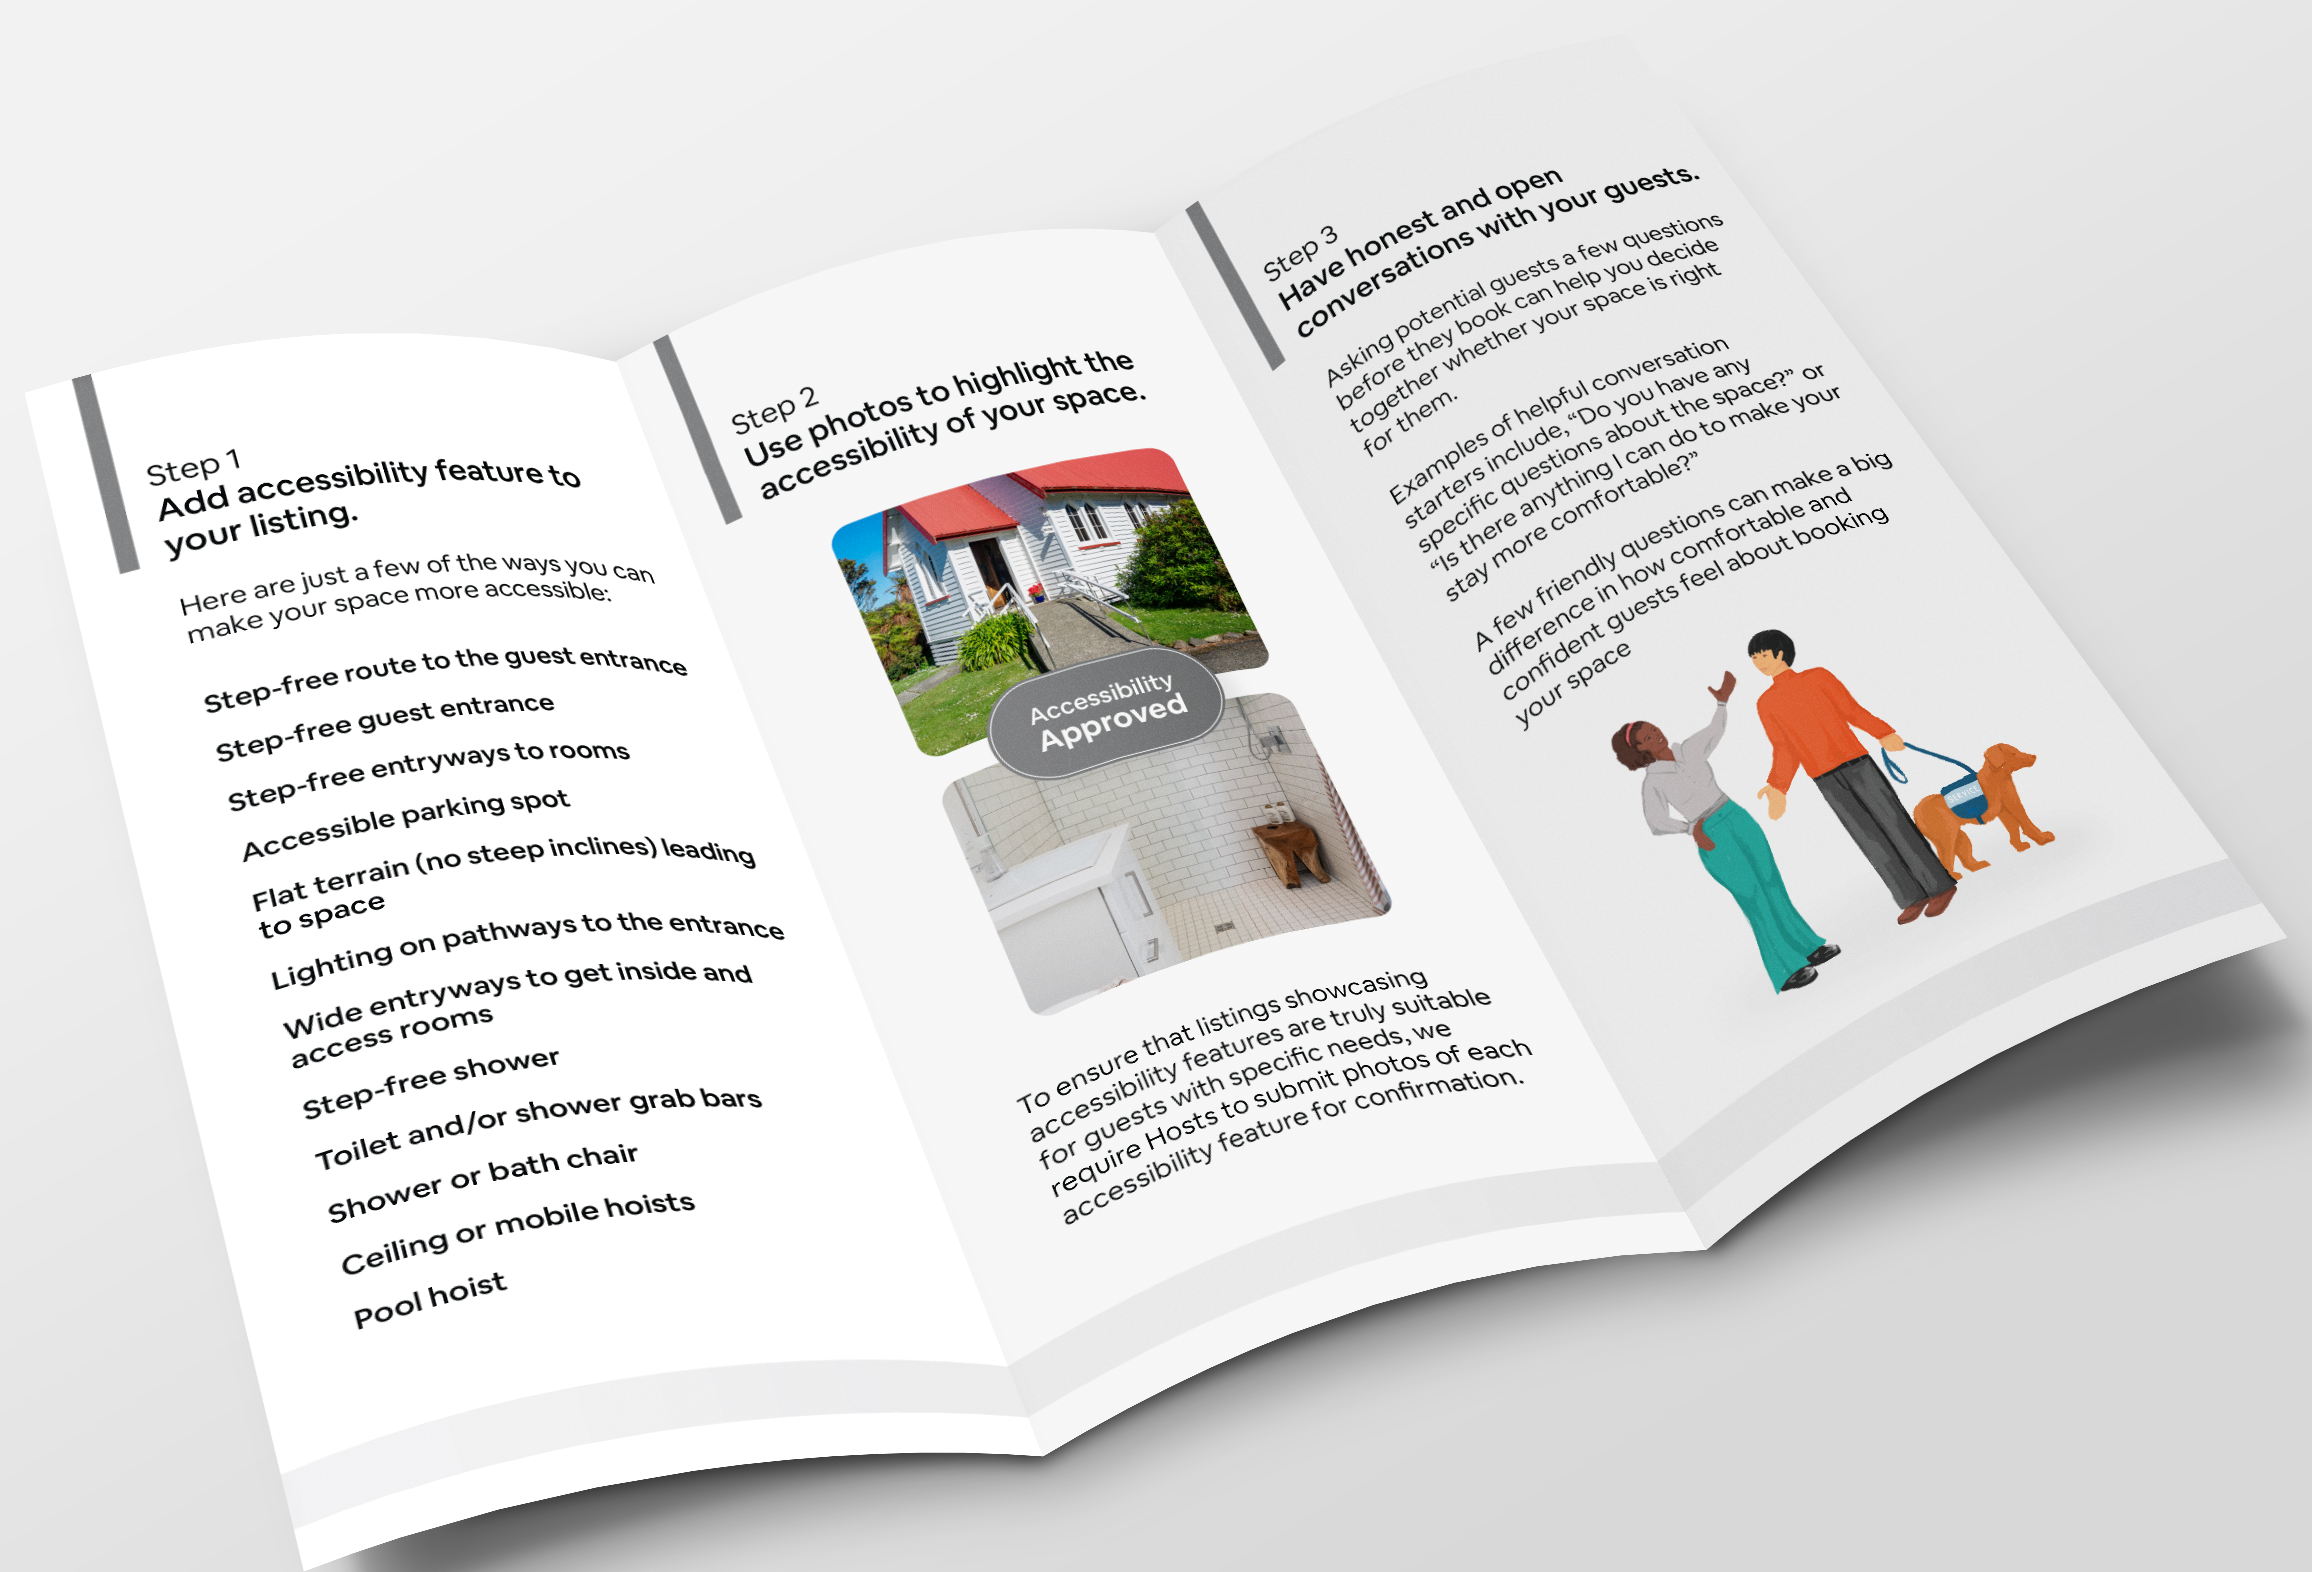 Step 1
Add accessibility feature to
your listing.
Here are just a few of the ways you can
make your space more accessible:
Step-free route to the guest entrance
Step-free guest entrance
Step-free entryways to rooms
Accessible parking spot
Flat terrain (no steep inclines) leading
to space
Lighting on pathways to the entrance
Wide entryways to get inside and
access rooms
Step-free shower
Toilet and/or shower grab bars
Shower or bath chair
Ceiling or mobile hoists
Pool hoist
Step 2
Use photos to highlight the
accessibility of your space.
Accessibility
Approved
To ensure that listings showcasing
accessibility features are truly suitable
for guests with specific needs, we
require Hosts to submit photos of each
accessibility feature for confirmation.
Step 3
Have honest and open
conversations with your guests.
Asking potential guests a few questions
before they book can help you decide
together whether your space is right
for them.
Examples of helpful conversation
starters include, “Do you have any
specific questions about the space?” or
“Is there anything I can do to make your
stay more comfortable?”
A few friendly questions can make a big
difference in how comfortable and
confident guests feel about booking
your space
SERVICE